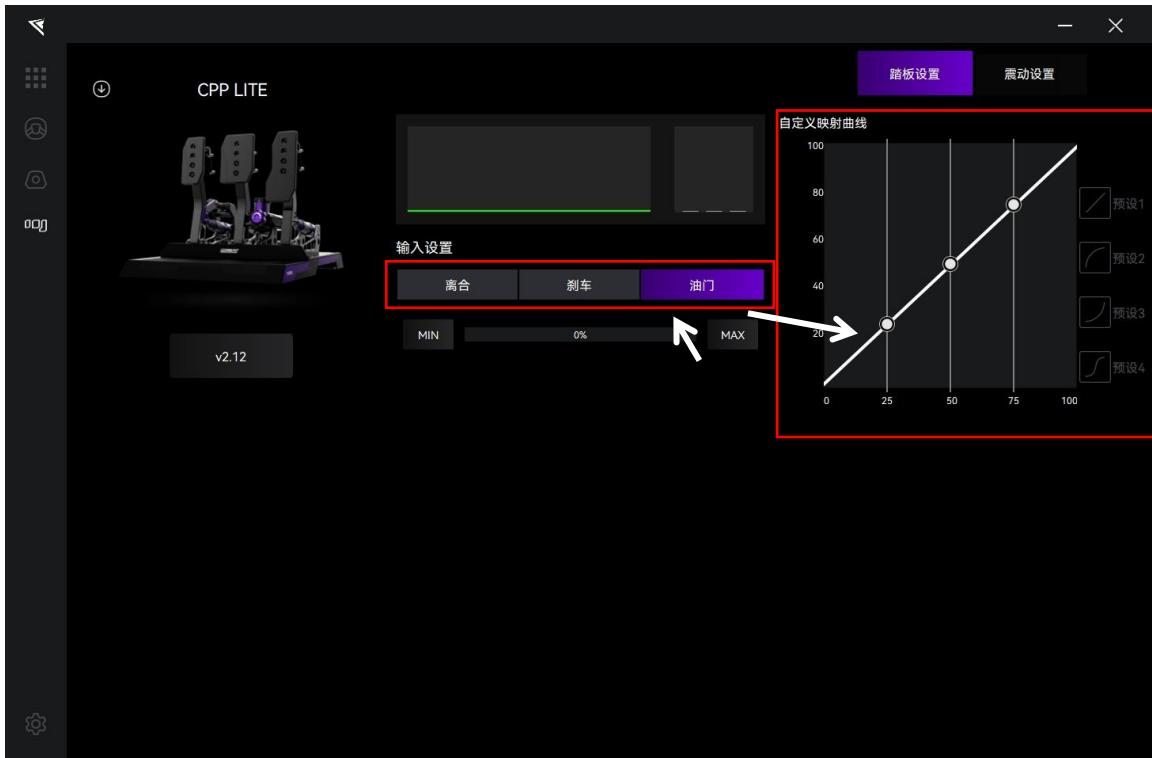 CPP LITE
踏板设置
震动设置
自定义映射曲线
100
80
60
40
20
0
25
50
75
100
预设1
预设2
预设3
预设4
输入设置
离合
刹车
油门
MIN
0%
MAX
v2.12